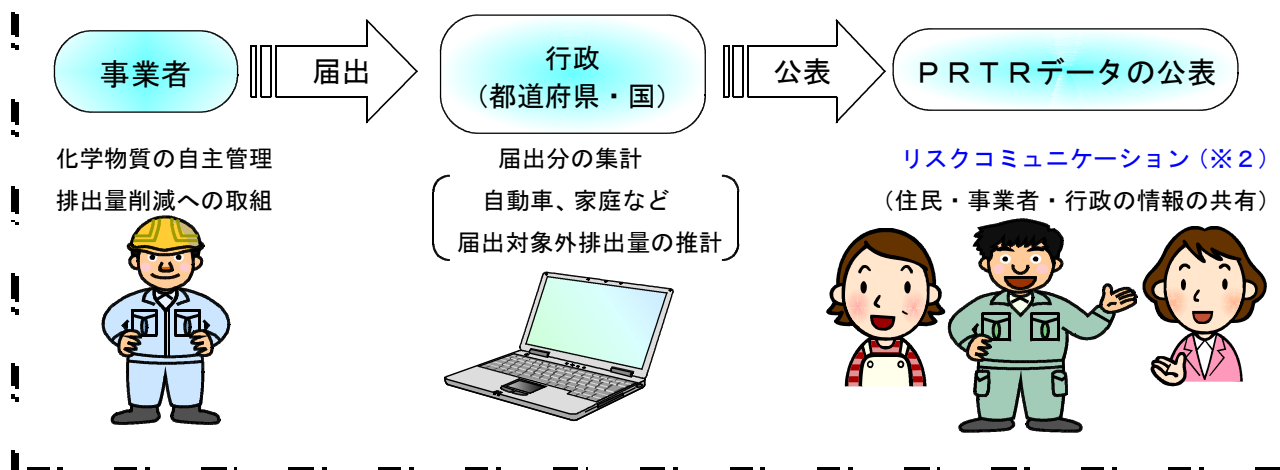 事業者
届出
行政
（都道府県・国）
公表
ＰＲＴＲデータの公表
化学物質の自主管理
排出量削減への取組
届出分の集計
自動車、家庭など
届出対象外排出量の推計
リスクコミュニケーション（※２）
（住民・事業者・行政の情報の共有）